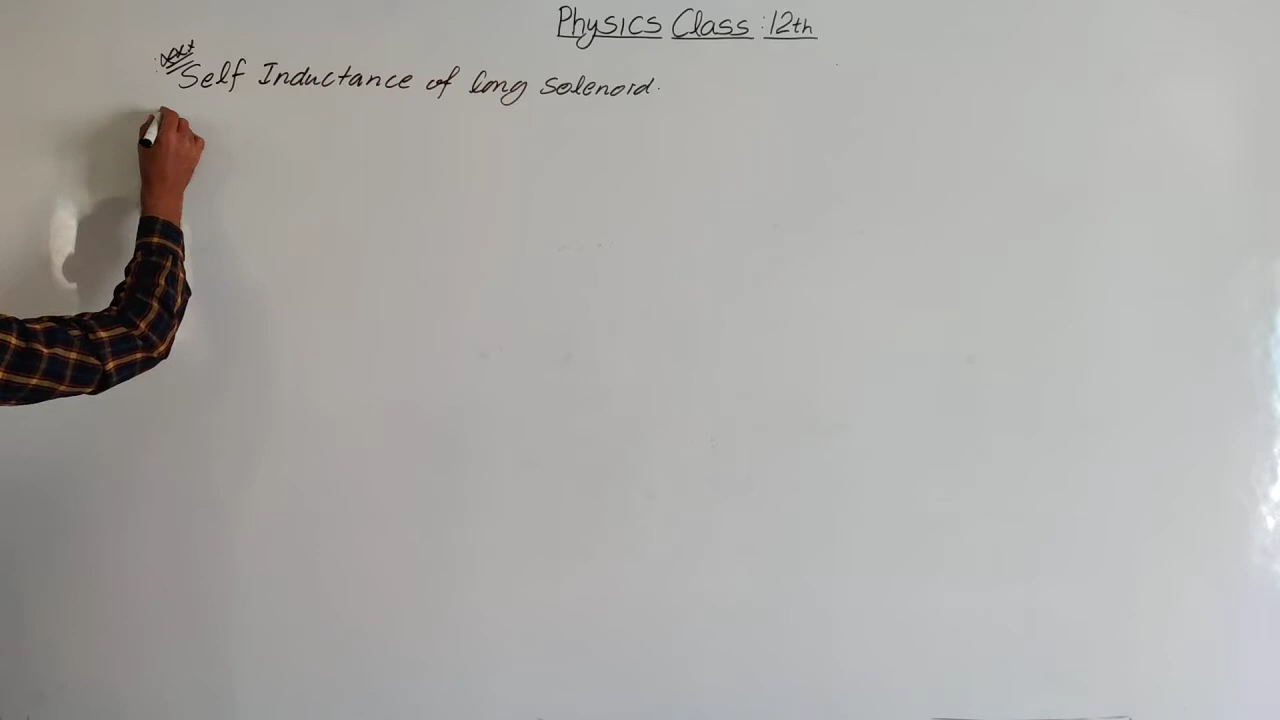 Physics Class : 12th
Self Inductance of long Solenoid.